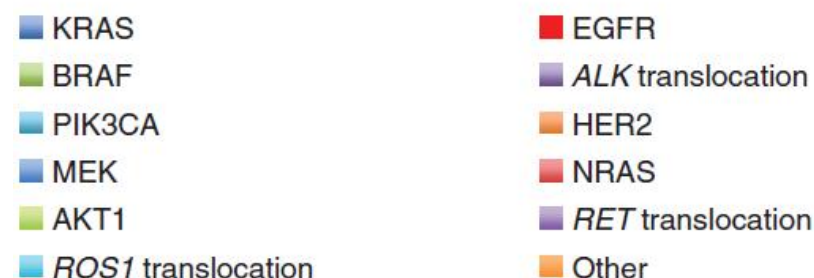 KRAS
BRAF
PIK3CA
MEK
AKT1
ROS1 translocation
EGFR
ALK translocation
HER2
NRAS
RET translocation
Other